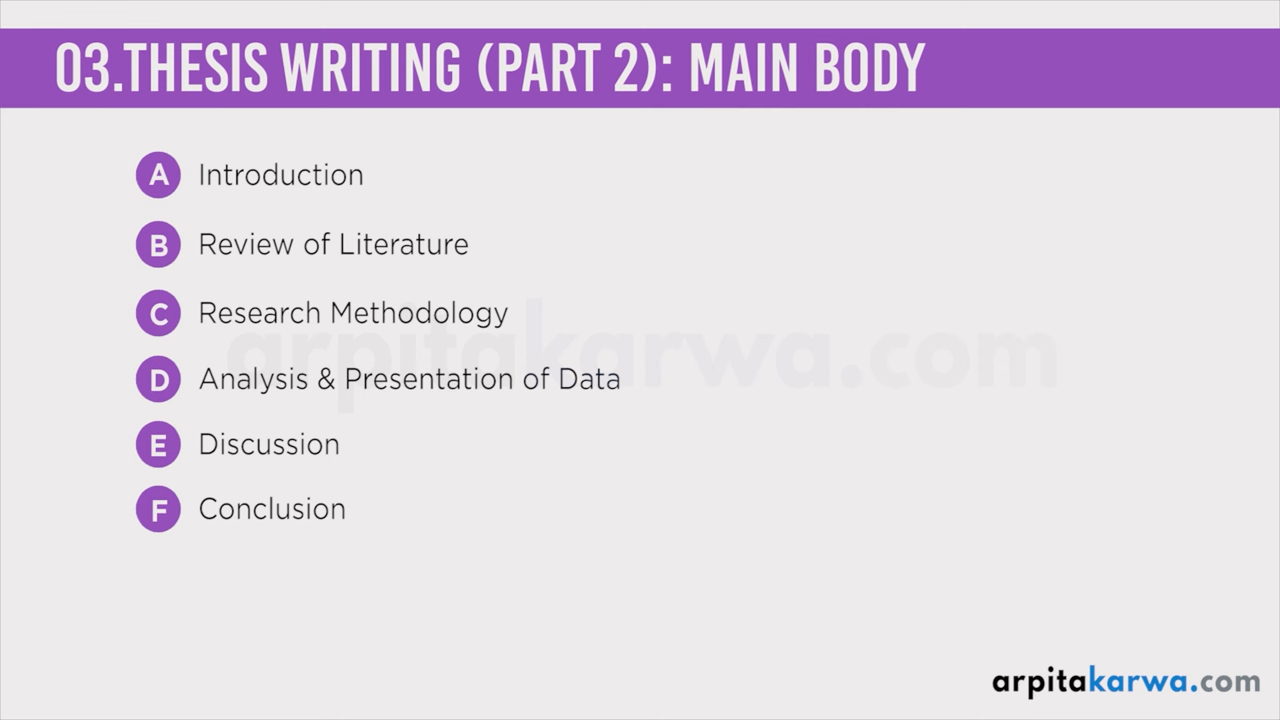 03.THESIS WRITING (PART 2): MAIN BODY
A Introduction
B Review of Literature
C Research Methodology
arpitakarwa.com
D Analysis & Presentation of Data
E Discussion
F Conclusion
arpitakarwa.com